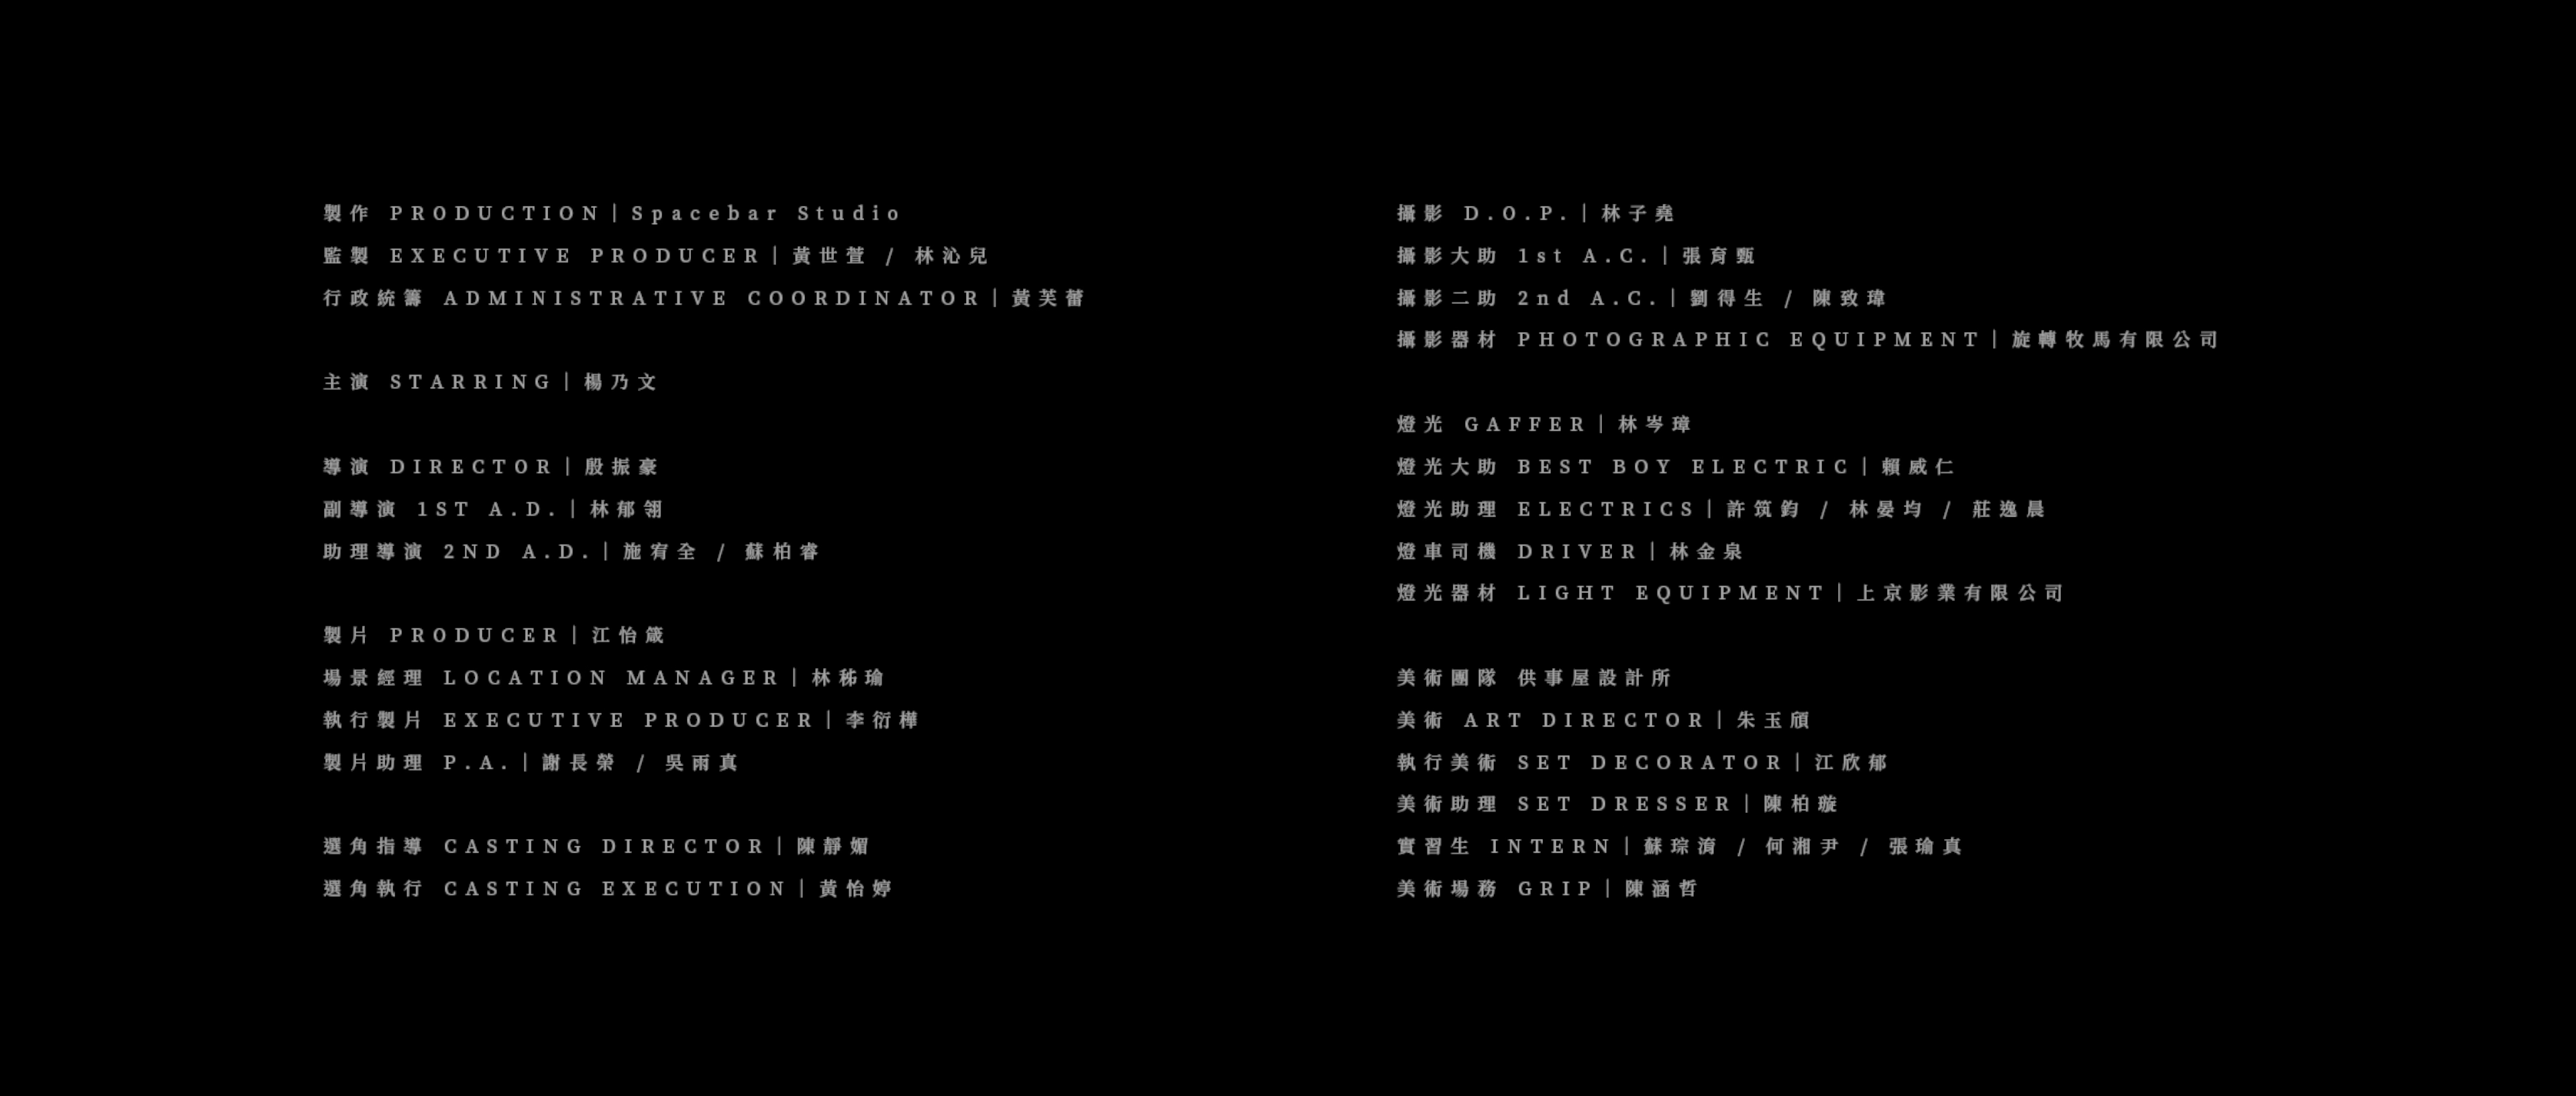 製作 PRODUCTION｜Spacebar Studio
監製 EXECUTIVE PRODUCER｜黃世萱 / 林沁兒
行政統籌 ADMINISTRATIVE COORDINATOR｜黃芙蕾
主演 STARRING｜楊乃文
導演 DIRECTOR｜殷振豪
副導演 1ST A.D.｜林郁翎
助理導演 2ND A.D.｜施宥全 / 蘇柏睿
製片 PRODUCER｜江怡箴
場景經理 LOCATION MANAGER｜林秭瑜
執行製片 EXECUTIVE PRODUCER｜李衍樺
製片助理 P.A.｜謝長榮 / 吳雨真
選角指導 CASTING DIRECTOR｜陳靜媚
選角執行 CASTING EXECUTION｜黃怡婷
攝影 D.O.P.｜林子堯
攝影大助 1st A.C.｜張育甄
攝影二助 2nd A.C.｜劉得生 / 陳致瑋
攝影器材 PHOTOGRAPHIC EQUIPMENT｜旋轉牧馬有限公司
燈光 GAFFER｜林岑璋
燈光大助 BEST BOY ELECTRIC｜賴威仁
燈光助理 ELECTRICS｜許筑鈞 / 林晏均 / 莊逸晨
燈車司機 DRIVER｜林金泉
燈光器材 LIGHT EQUIPMENT｜上京影業有限公司
美術團隊 供事屋設計所
美術 ART DIRECTOR｜朱玉頎
執行美術 SET DECORATOR｜江欣郁
美術助理 SET DRESSER｜陳柏璇
實習生 INTERN｜蘇琮淯 / 何湘尹 / 張瑜真
美術場務 GRIP｜陳涵哲